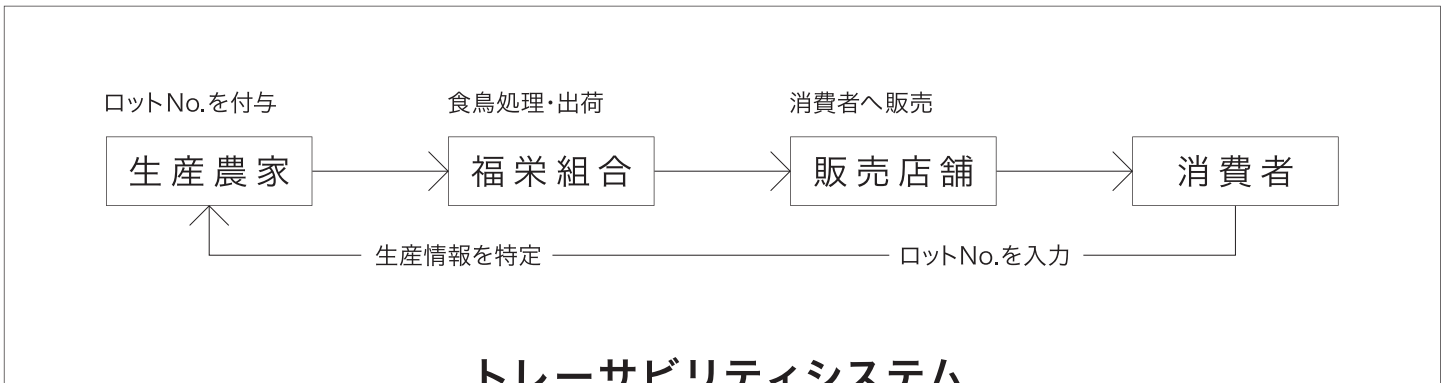 ロットNo.を付与
食鳥処理・出荷
消費者へ販売
生産農家
福栄組合
販売店舗
消費者
生産情報を特定
ロットNo.を入力
トレーサビリティシステム